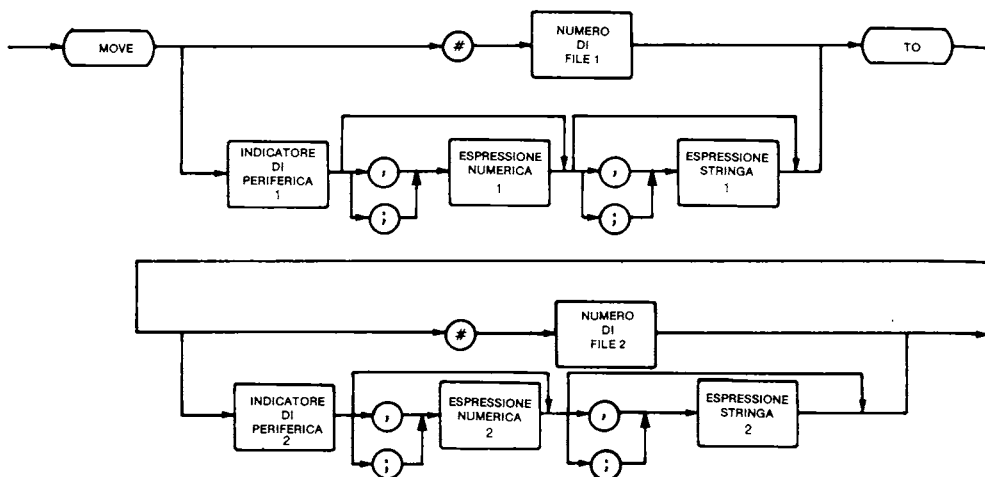 MOVE
#
NUMERO
DI
FILE 1
TO
INDICATORE
DI
PERIFERICA
1
,
;
ESPRESSIONE
NUMERICA
1
,
;
ESPRESSIONE
STRINGA
1
#
NUMERO
DI
FILE 2
INDICATORE
DI
PERIFERICA
2
,
;
ESPRESSIONE
NUMERICA
2
,
;
ESPRESSIONE
STRINGA
2